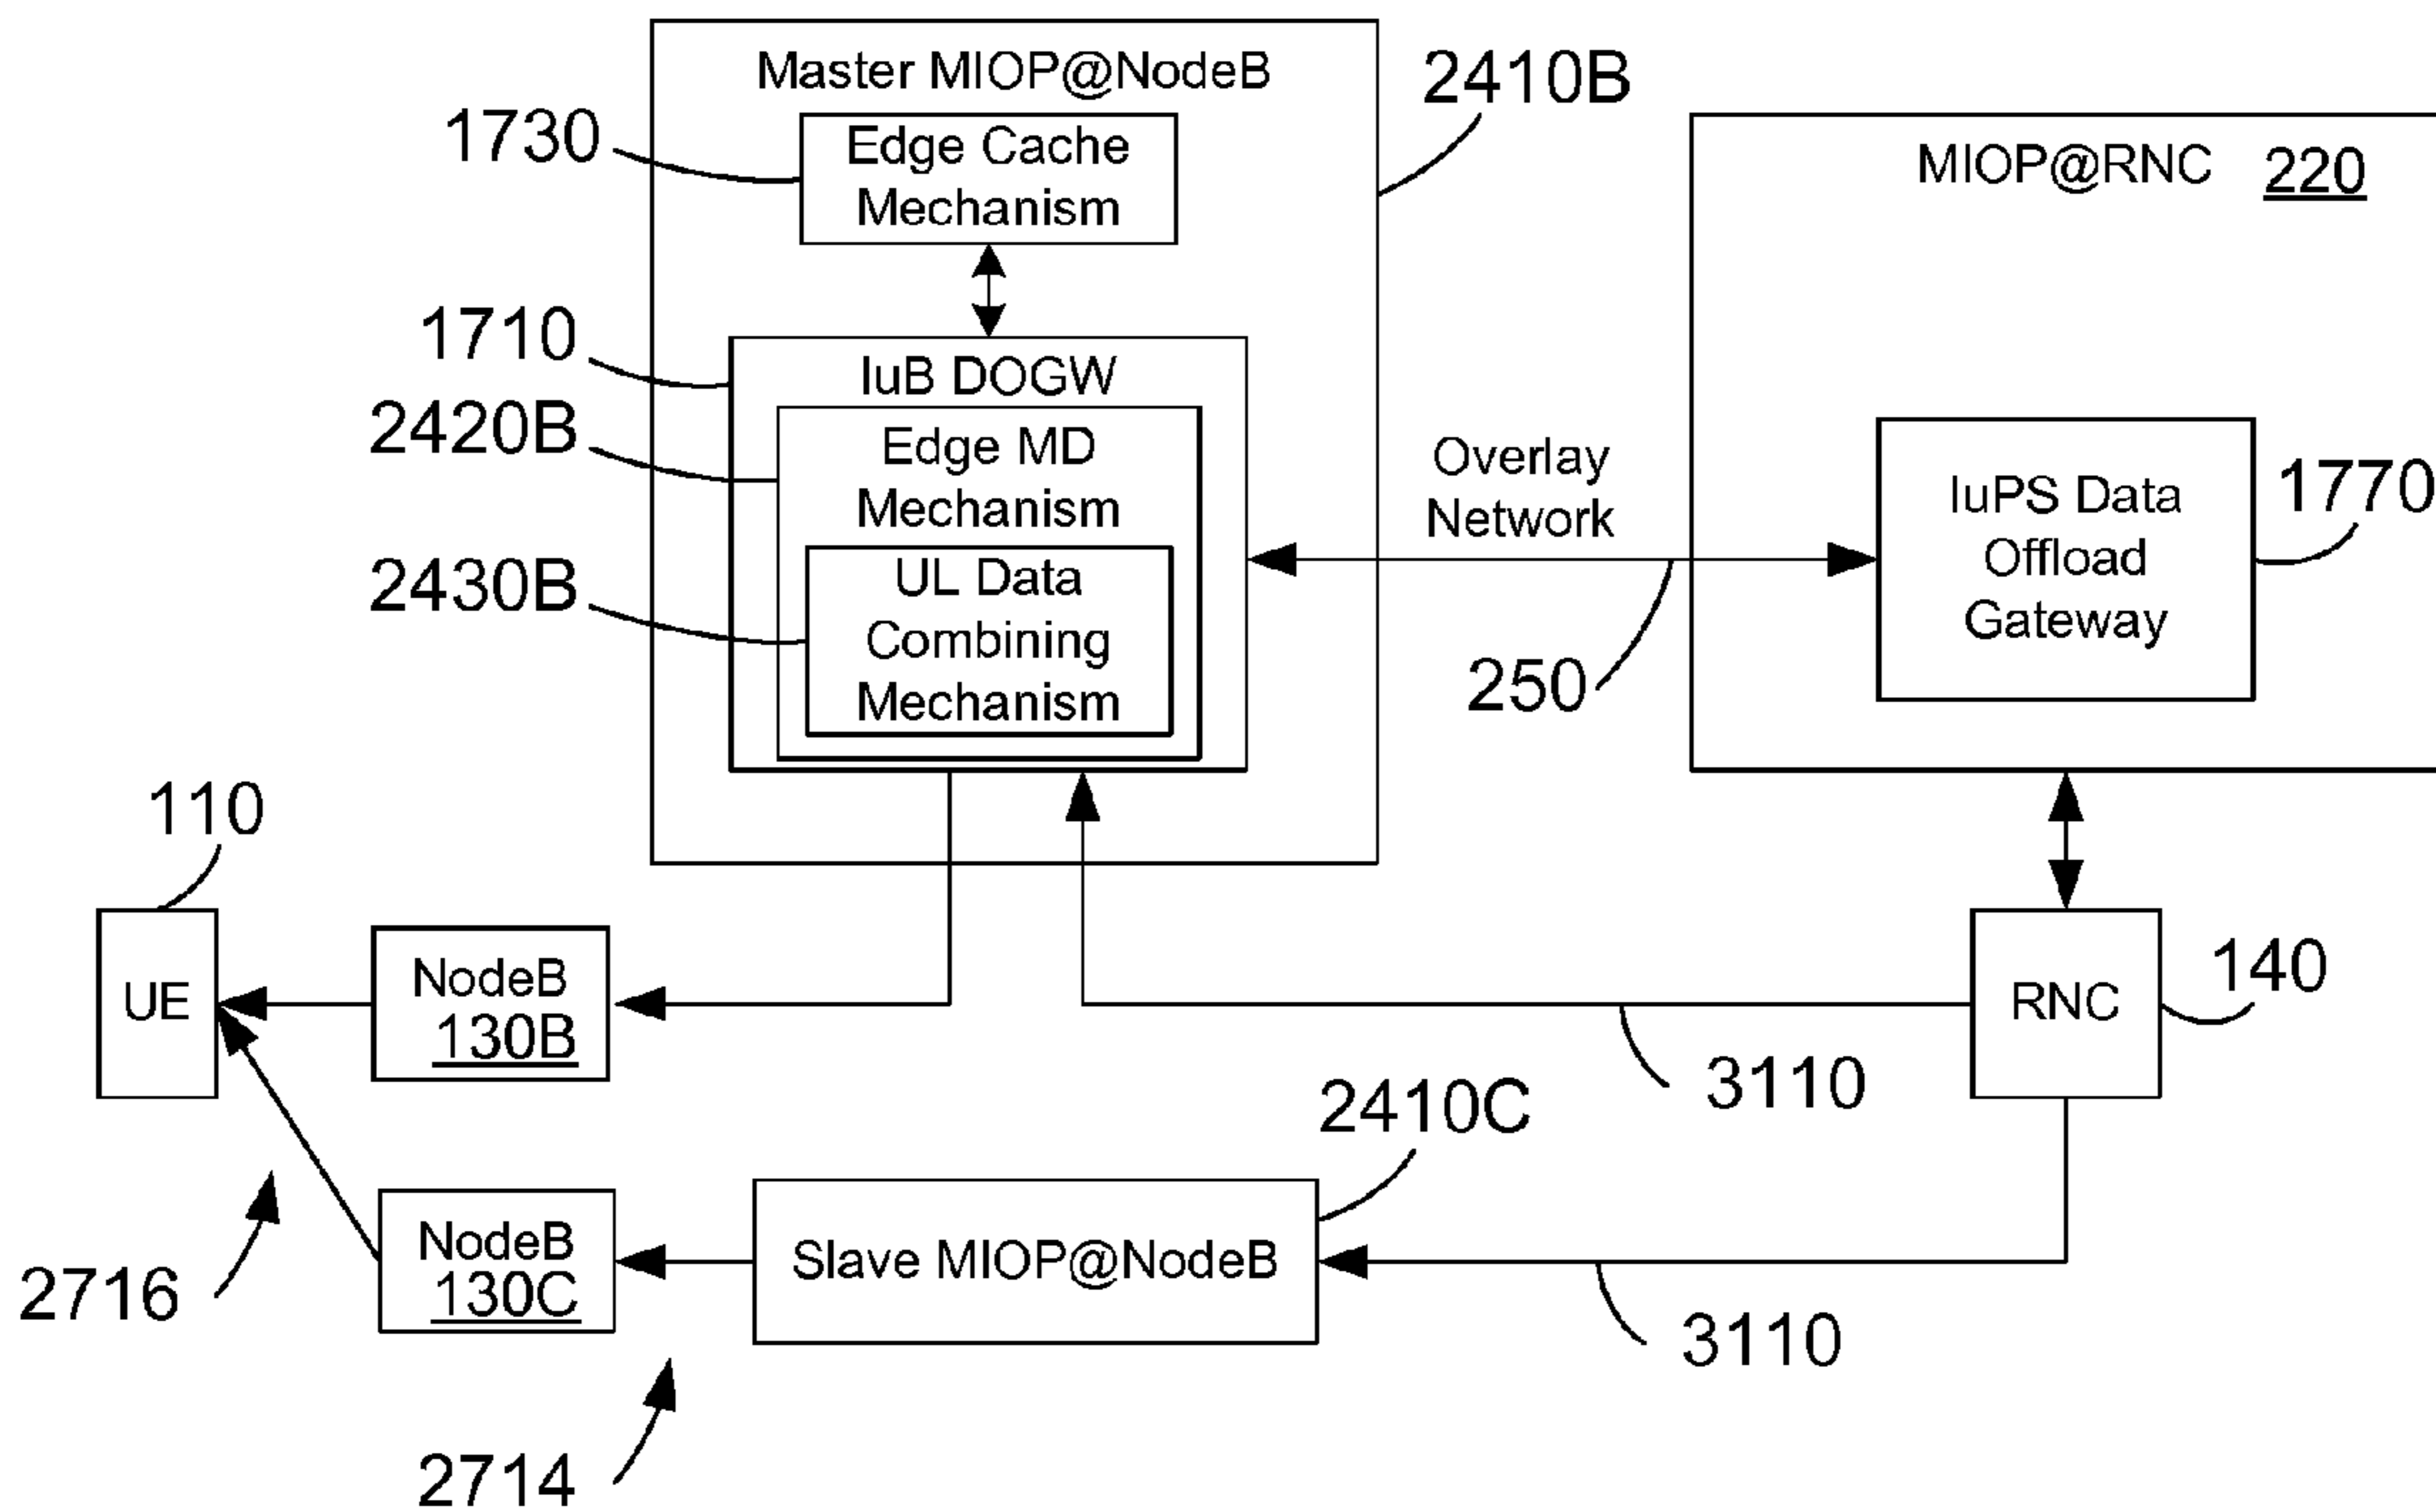 Master MIOP@NodeB
2410B
1730
Edge Cache
Mechanism
MIOP@RNC 220
1710
IuB DOGW
2420B
Edge MD
Mechanism
2430B
UL Data
Combining
Mechanism
Overlay
Network
250
IuPS Data
Offload
Gateway
1770
110
UE
NodeB
130B
RNC
140
3110
2410C
NodeB
130C
Slave MIOP@NodeB
2716
3110
2714